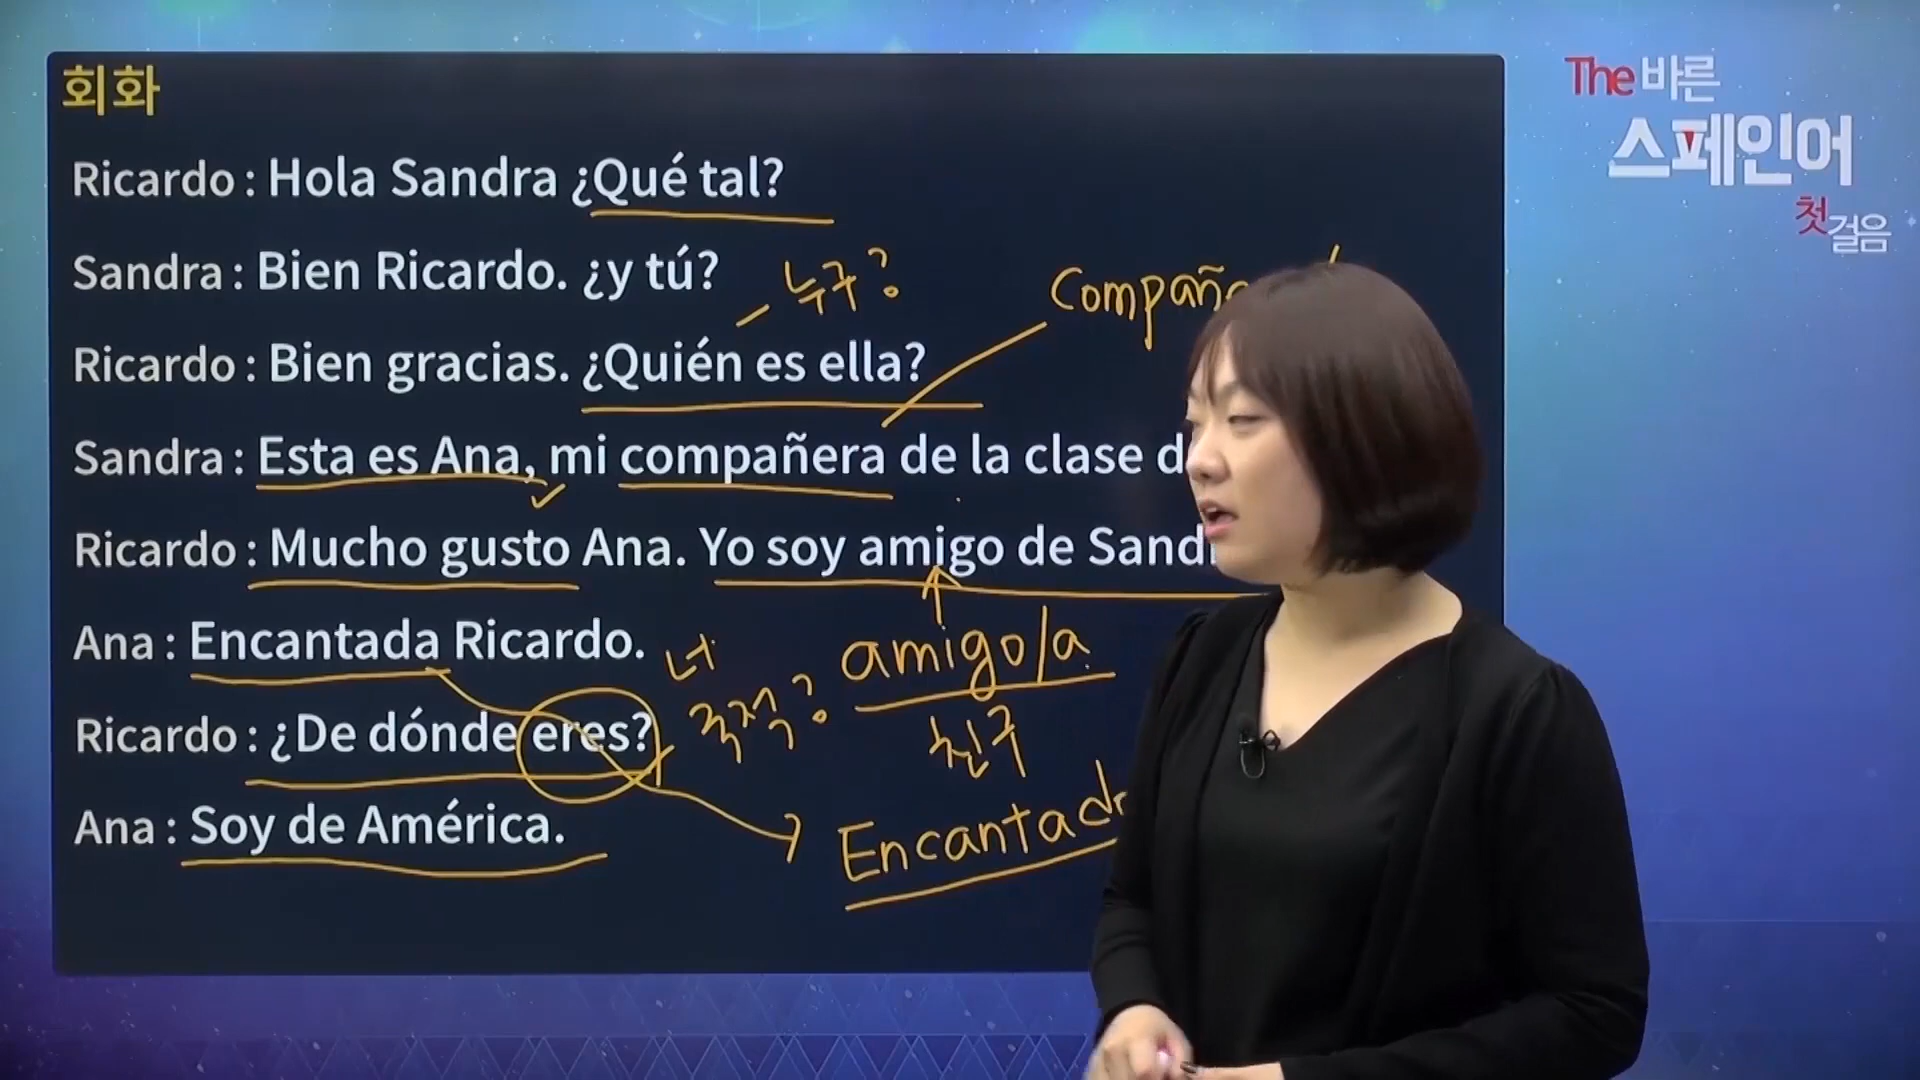 회화
The 바른
스페인어
첫걸음
Ricardo : Hola Sandra ¿Qué tal?
Sandra : Bien Ricardo. ¿y tú?
누구?
Ricardo : Bien gracias. ¿Quién es ella?
Sandra : Esta es Ana, mi compañera de la clase
Ricardo : Mucho gusto Ana. Yo soy amigo de
Ana : Encantada Ricardo.
너
국적?
amigo/a
친구
Ricardo : ¿De dónde eres?
Ana : Soy de América.